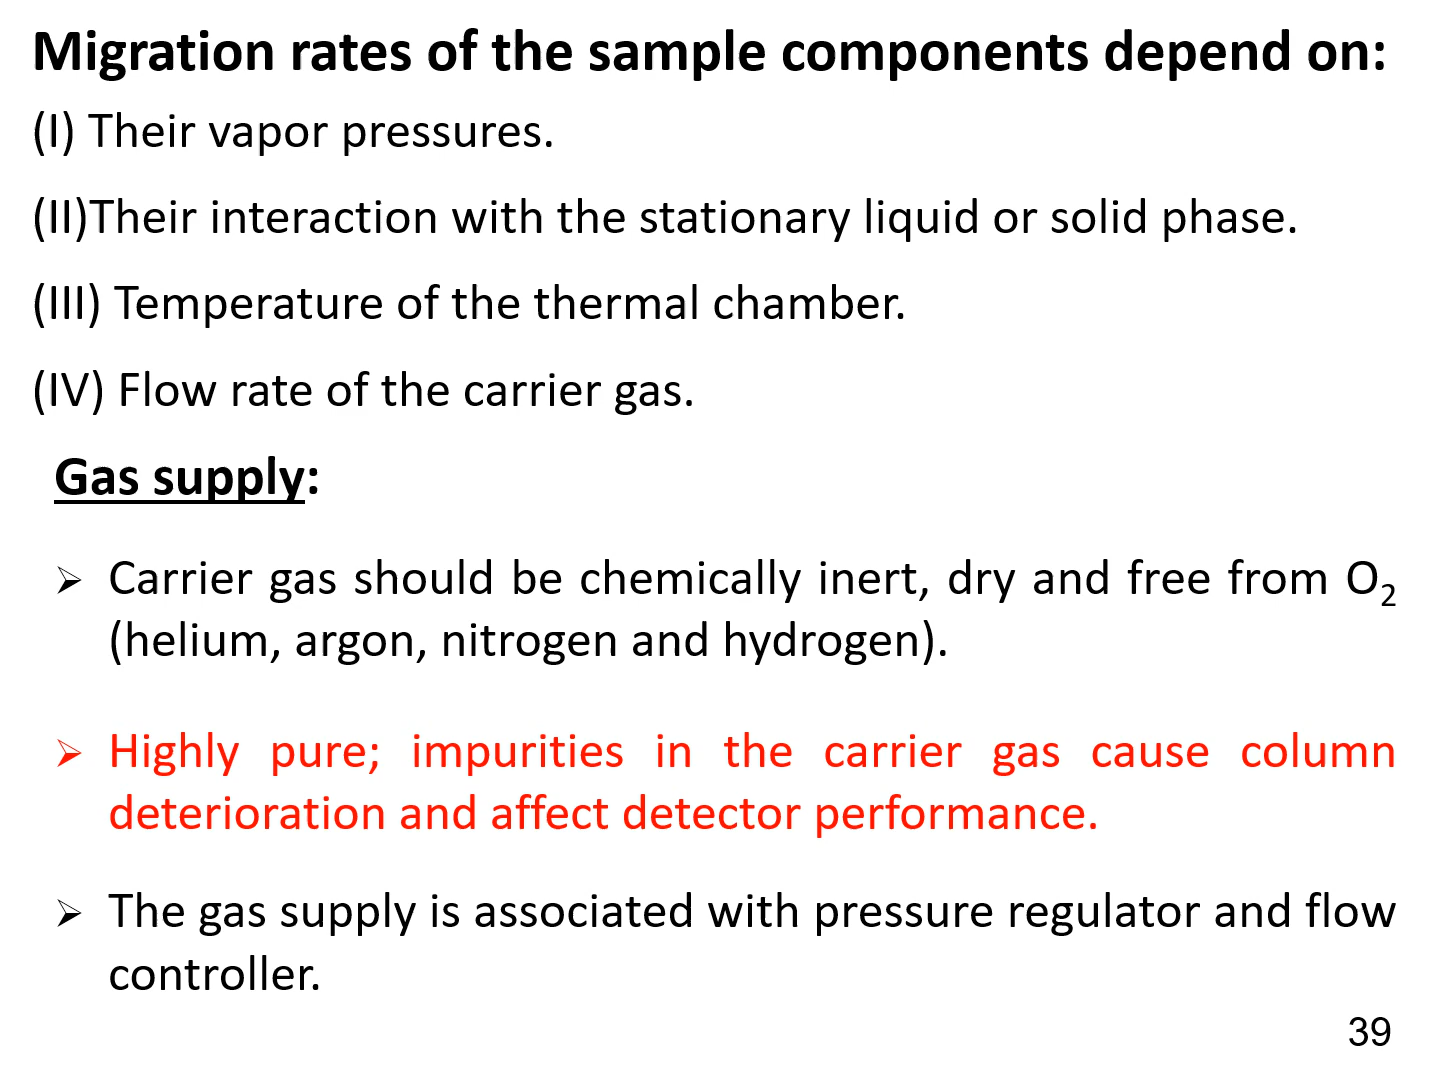 Migration rates of the sample components depend on:
(I) Their vapor pressures.
(II)Their interaction with the stationary liquid or solid phase.
(III) Temperature of the thermal chamber.
(IV) Flow rate of the carrier gas.
Gas supply:
➢ Carrier gas should be chemically inert, dry and free from O₂
(helium, argon, nitrogen and hydrogen).
➢ Highly pure; impurities in the carrier gas cause column
deterioration and affect detector performance.
➢ The gas supply is associated with pressure regulator and flow
controller.
39